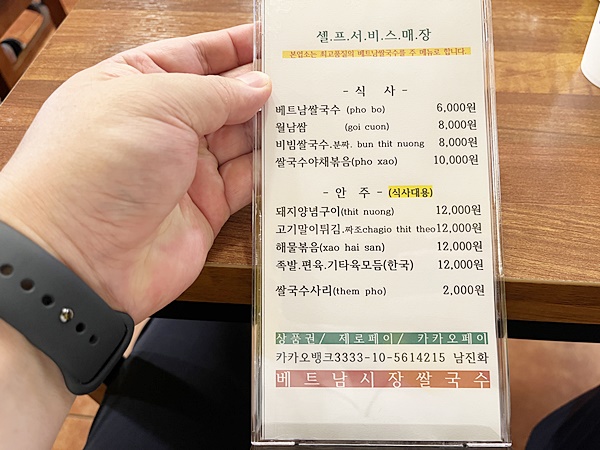 셀.프.서.비.스.매.장
본업소는 최고품질의 베트남쌀국수를 주 메뉴로 합니다.
- 식 사 -
베트남쌀국수 (pho bo) 6,000원
월남쌈 (goi cuon) 8,000원
비빔쌀국수.분짜. bun thit nuong 8,000원
쌀국수야채볶음(pho xao) 10,000원
- 안 주 - (식사대용)
돼지양념구이(thit nuong) 12,000원
고기말이튀김.짜조chagio thit theo12,000원
해물볶음(xao hai san) 12,000원
족발.편육.기타육모듬(한국) 12,000원
쌀국수사리(them pho) 2,000원
상품권/ 제로페이/ 카카오페이
카카오뱅크3333-10-5614215 남진화
베트남시장쌀국수